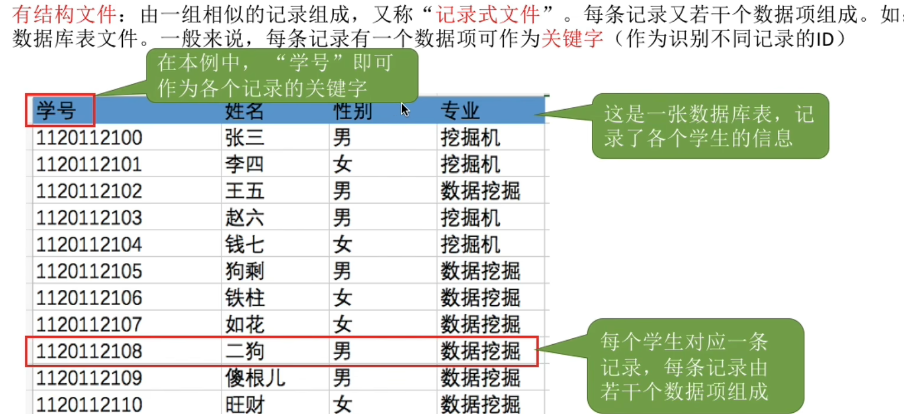 有结构文件：由一组相似的记录组成，又称“记录式文件”。每条记录又若干个数据项组成。如：
数据库表文件。一般来说，每条记录有一个数据项可作为关键字（作为识别不同记录的ID）
在本例中，“学号”即可
作为各个记录的关键字
学号 姓名 性别 专业
这是一张数据库表，记
录了各个学生的信息
1120112100 张三 男 挖掘机
1120112101 李四 女 挖掘机
1120112102 王五 男 数据挖掘
1120112103 赵六 男 挖掘机
1120112104 钱七 女 挖掘机
1120112105 狗剩 男 数据挖掘
1120112106 铁柱 女 数据挖掘
1120112107 如花 女 数据挖掘
1120112108 二狗 男 数据挖掘
每个学生对应一条
记录，每条记录由
若干个数据项组成
1120112109 傻根儿 男 数据挖掘
1120112110 旺财 女 数据挖掘